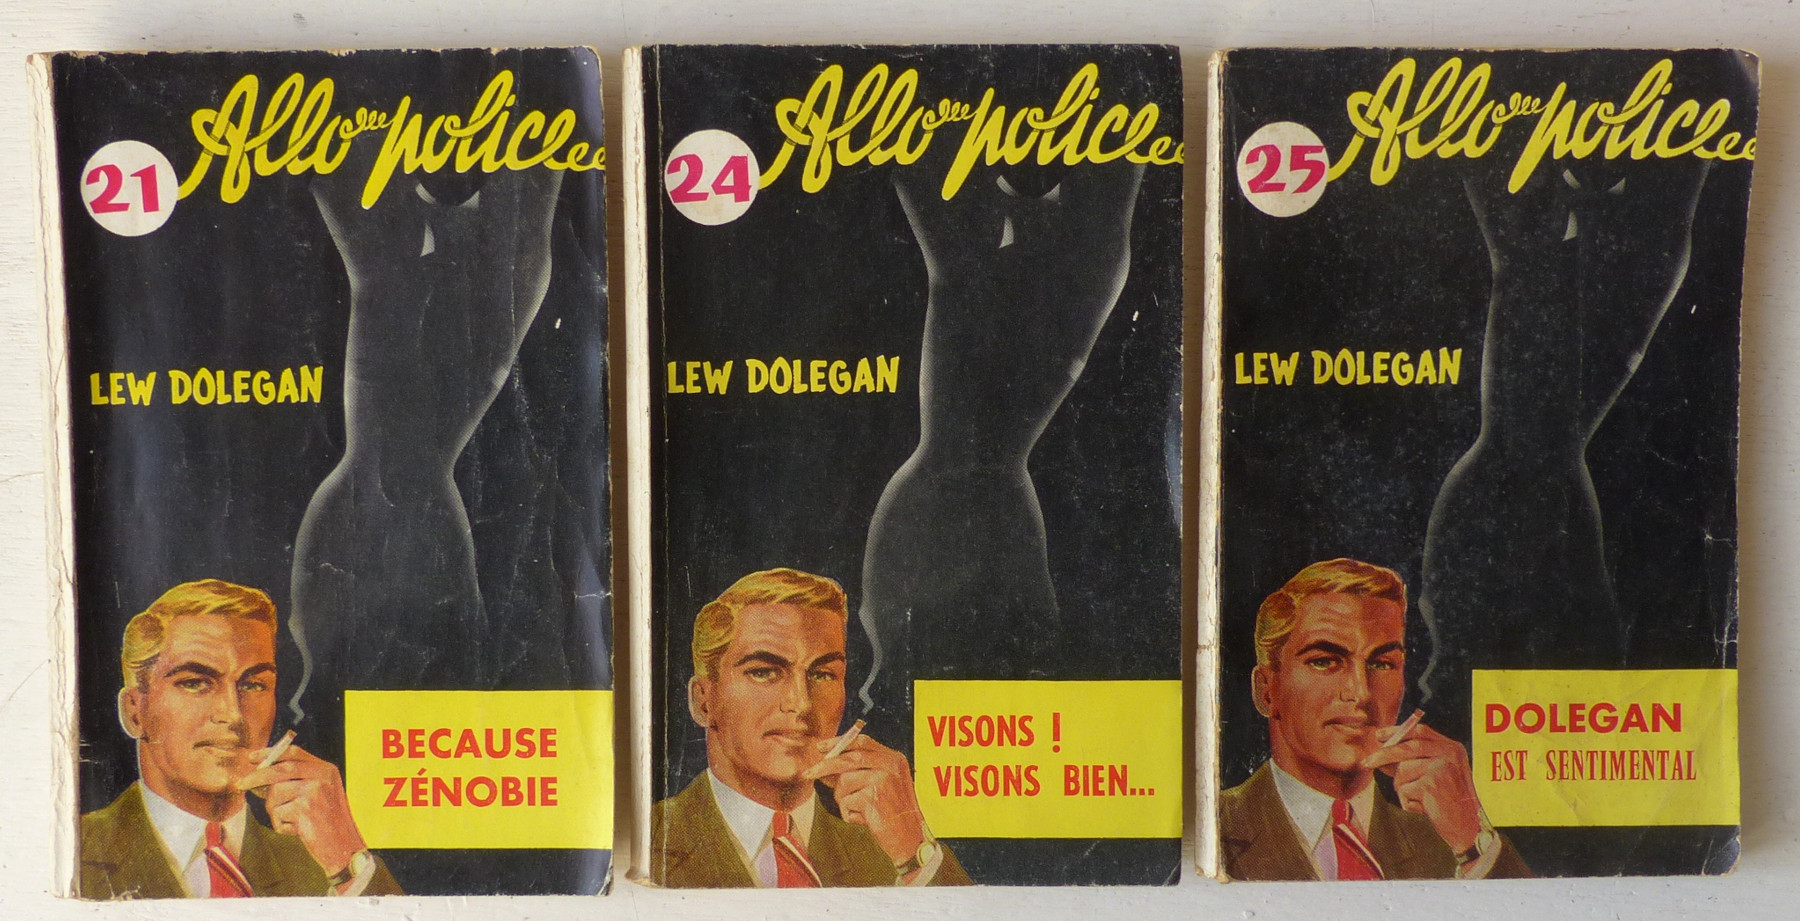 Allo... police...
21
LEW DOLEGAN
BECAUSE
ZÉNOBIE
Allo... police...
24
LEW DOLEGAN
VISONS !
VISONS BIEN...
Allo... police...
25
LEW DOLEGAN
DOLEGAN
EST SENTIMENTAL